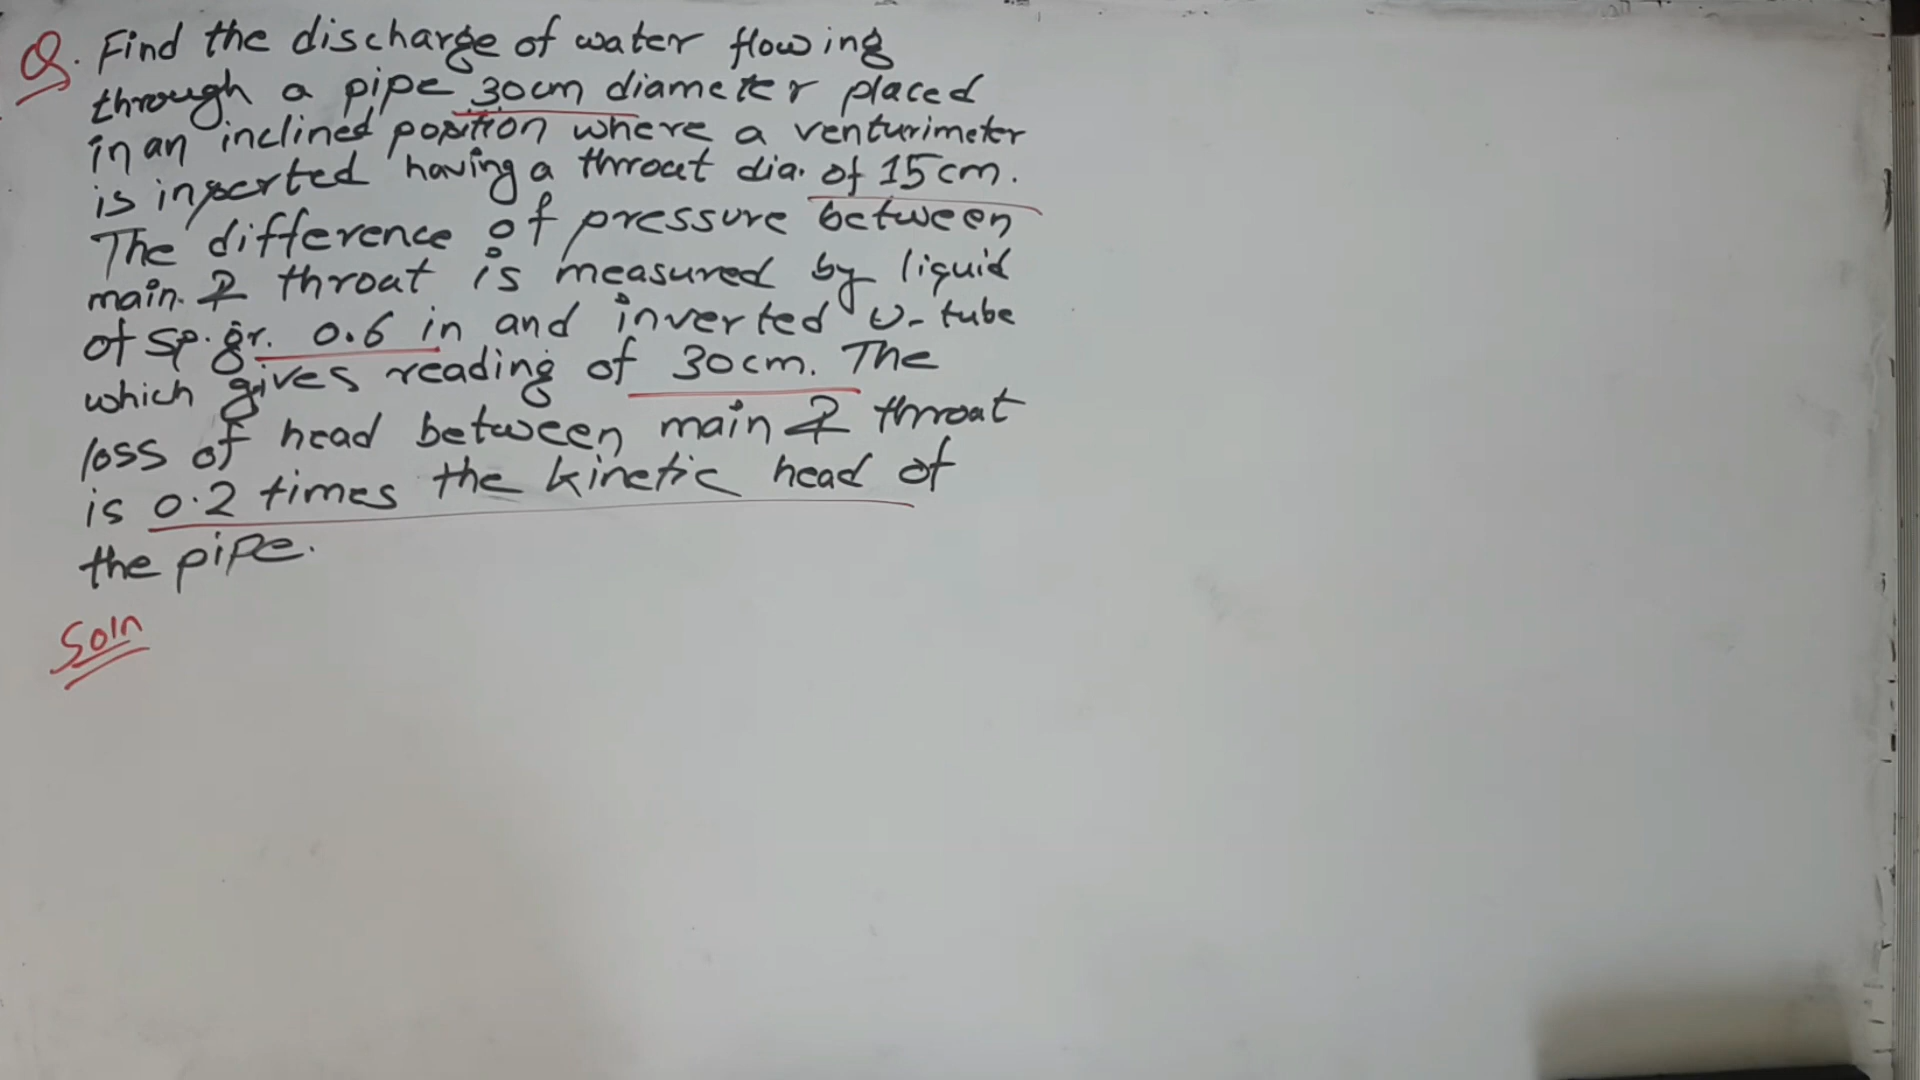 Q. Find the discharge of water flowing
through a pipe 30cm diameter placed
in an inclined position where a venturimeter
is inserted having a throat dia. of 15cm.
The difference of pressure between
main & throat is measured by liquid
of sp.gr. 0.6 in and inverted U-tube
which gives reading of 30cm. The
loss of head between main & throat
is 0.2 times the kinetic head of
the pipe.
Soln